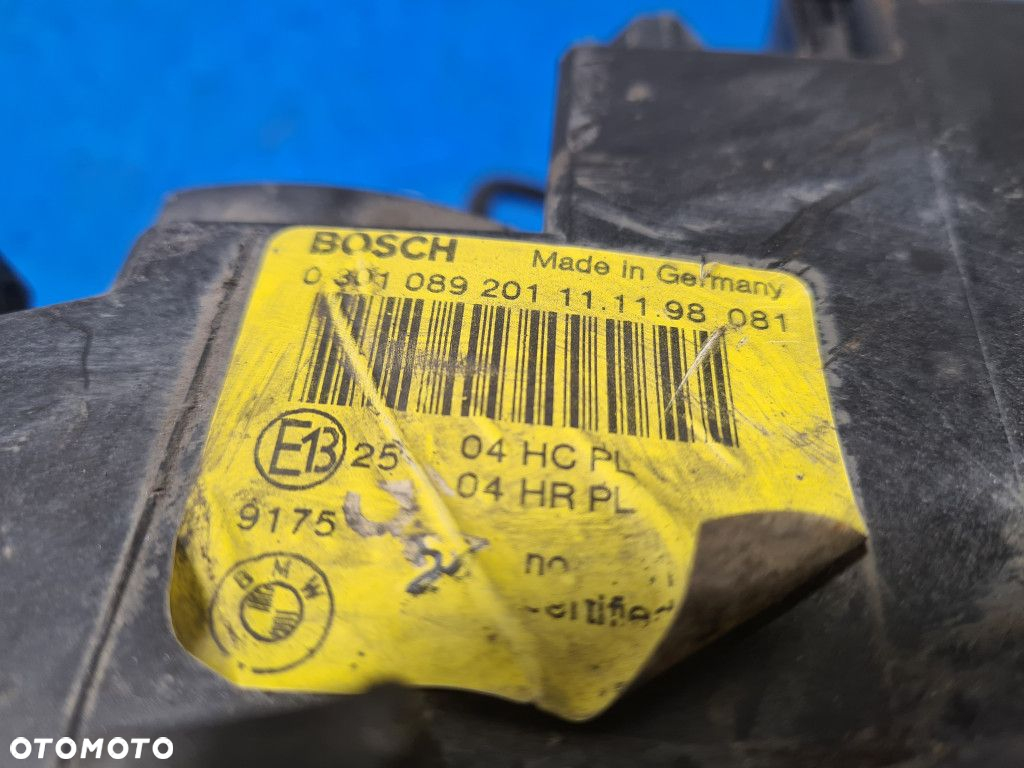 BOSCH Made in Germany
0 301 089 201 11.11.98 081
E13 25 04 HC PL
04 HR PL
9175
no
BMW
OTOMOTO